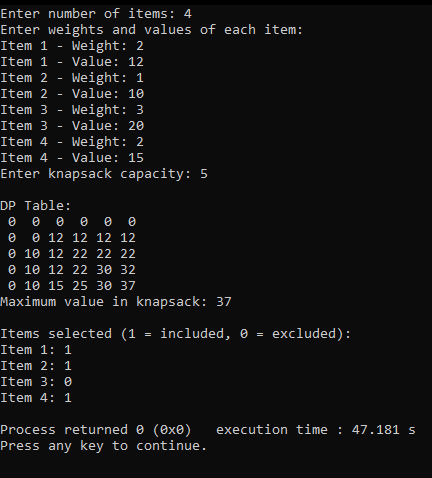 Enter number of items: 4
Enter weights and values of each item:
Item 1 - Weight: 2
Item 1 - Value: 12
Item 2 - Weight: 1
Item 2 - Value: 10
Item 3 - Weight: 3
Item 3 - Value: 20
Item 4 - Weight: 2
Item 4 - Value: 15
Enter knapsack capacity: 5

DP Table:
 0  0  0  0  0  0
 0  0 12 12 12 12
 0 10 12 22 22 22
 0 10 12 22 30 32
 0 10 15 25 30 37
Maximum value in knapsack: 37

Items selected (1 = included, 0 = excluded):
Item 1: 1
Item 2: 1
Item 3: 0
Item 4: 1

Process returned 0 (0x0)   execution time : 47.181 s
Press any key to continue.